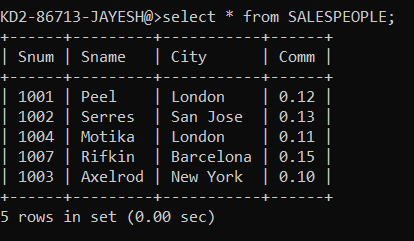 KD2-86713-JAYESH@>select * from SALESPEOPLE;
+------+---------+-----------+------+
| Snum | Sname   | City      | Comm |
+------+---------+-----------+------+
| 1001 | Peel    | London    | 0.12 |
| 1002 | Serres  | San Jose  | 0.13 |
| 1004 | Motika  | London    | 0.11 |
| 1007 | Rifkin  | Barcelona | 0.15 |
| 1003 | Axelrod | New York  | 0.10 |
+------+---------+-----------+------+
5 rows in set (0.00 sec)